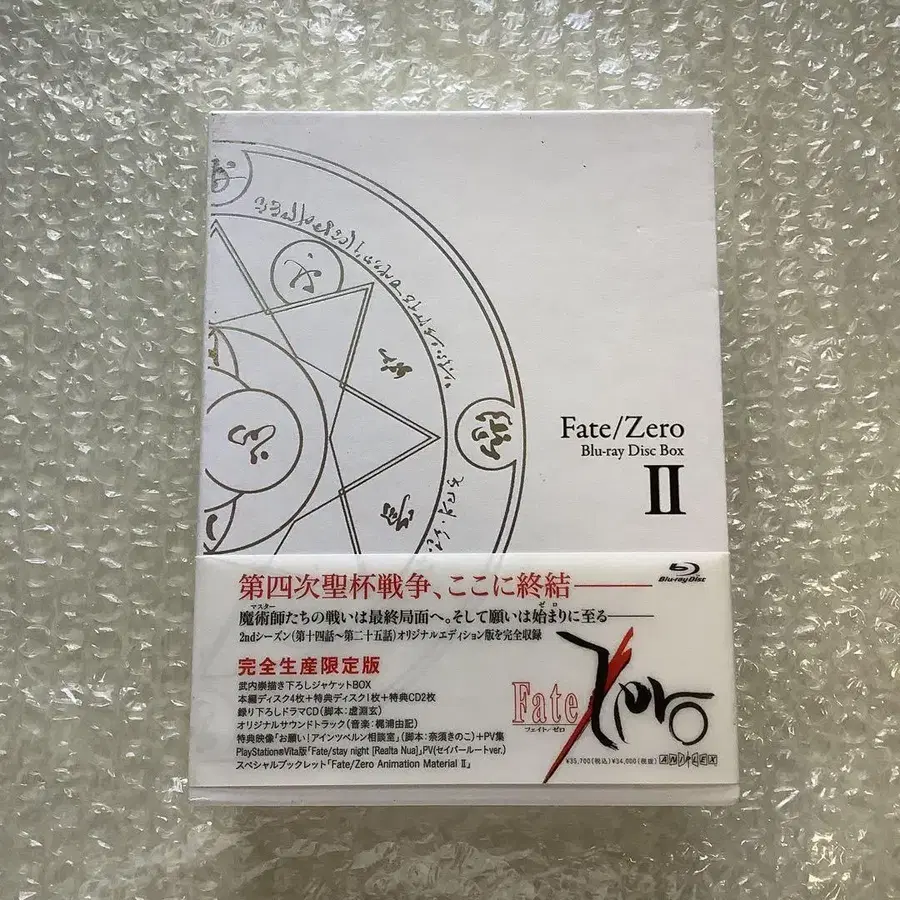 Fate/Zero
Blu-ray Disc Box
II
第四次聖杯戦争、ここに終結――
Blu-ray Disc
マスター
ゼロ
魔術師たちの戦いは最終局面へ。そして願いは始まりに至る――
2ndシーズン(第十四話〜第二十五話)オリジナルエディション版を完全収録
完全生産限定版
武内崇描き下ろしジャケットBOX
本編ディスク4枚+特典ディスク1枚+特典CD2枚
録り下ろしドラマCD(脚本:虚淵玄)
オリジナルサウンドトラック(音楽:梶浦由記)
特典映像「お願い!アインツベルン相談室」(脚本:奈須きのこ)+PV集
PlayStation®Vita版「Fate/stay night [Realta Nua]」PV(セイバールートver.)
スペシャルブックレット「Fate/Zero Animation Material II」
Fate/Zero
フェイト/ゼロ
¥35,700(税込)¥34,000(税抜)
ANIPLEX